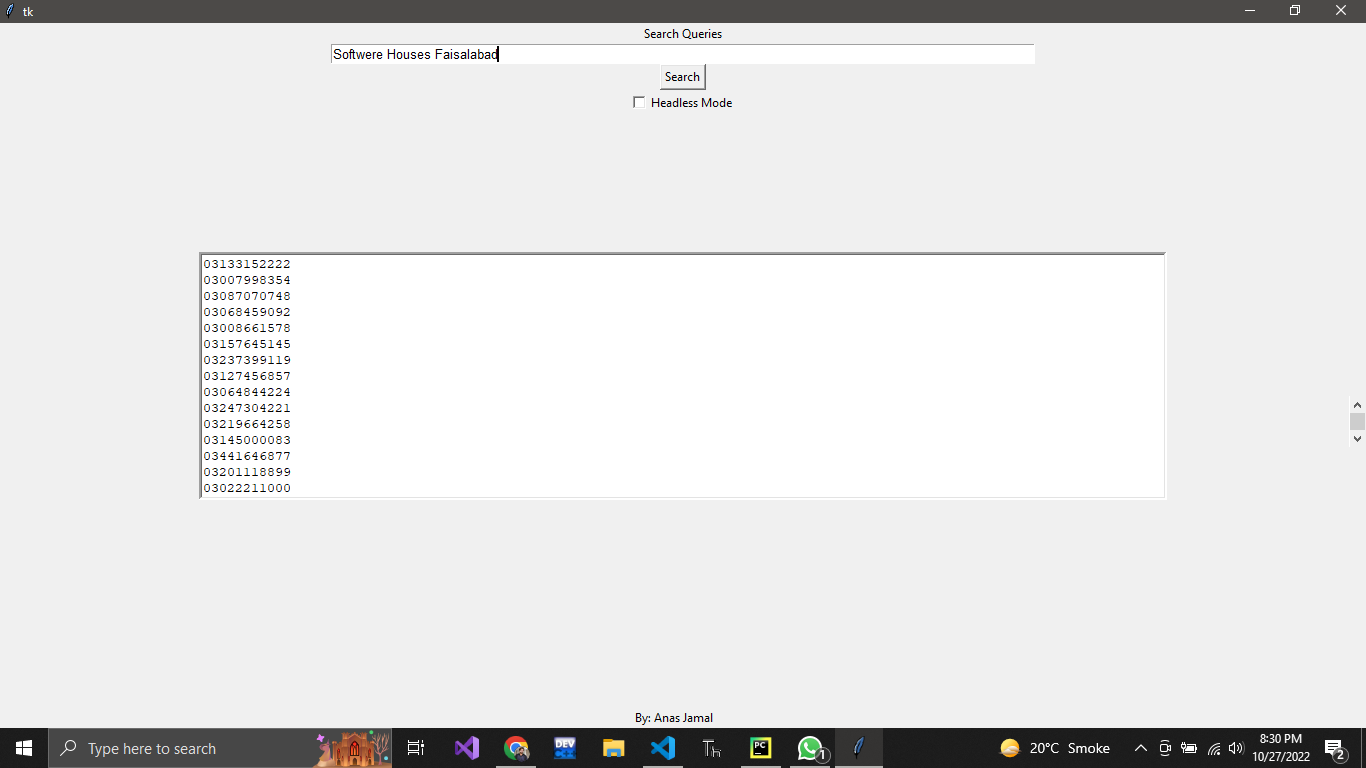 tk
Search Queries
Softwere Houses Faisalabad
Search
Headless Mode
03133152222
03007998354
03087070748
03068459092
03008661578
03157645145
03237399119
03127456857
03064844224
03247304221
03219664258
03145000083
03441646877
03201118899
03022211000
By: Anas Jamal
Type here to search
DEV
C++
Th
PC
1
20°C Smoke
8:30 PM
10/27/2022
2